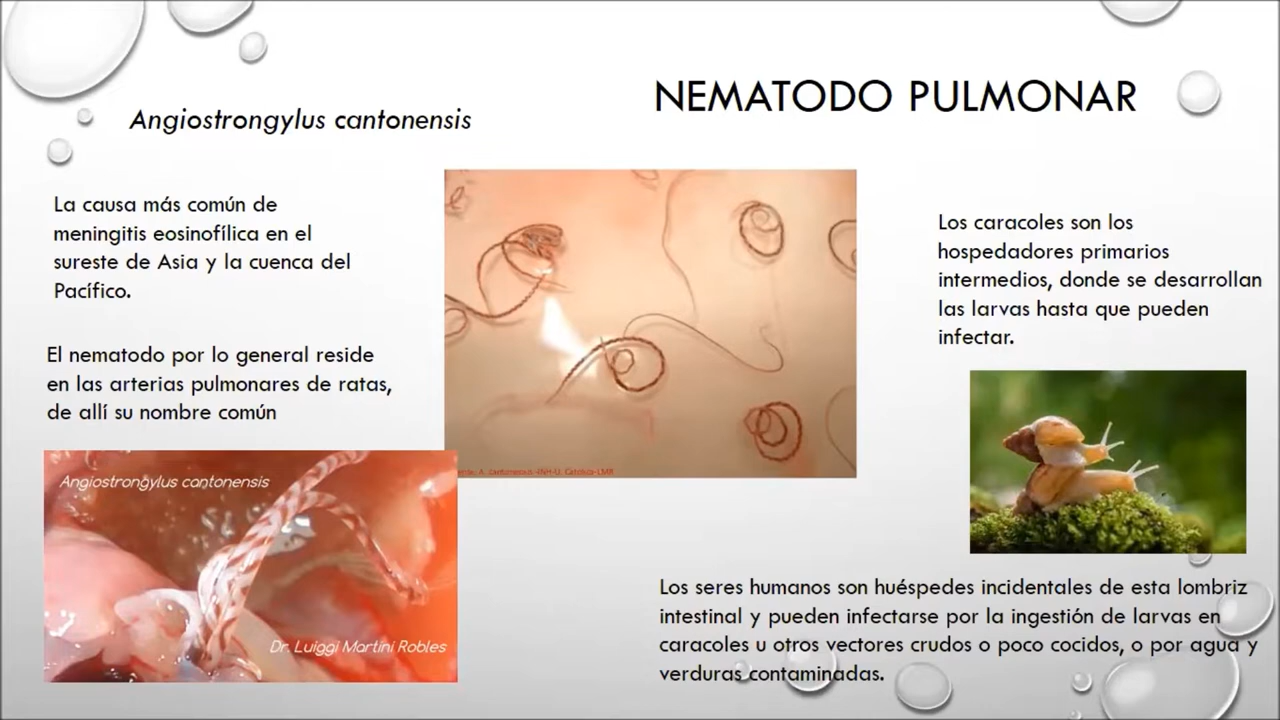 NEMATODO PULMONAR
Angiostrongylus cantonensis
La causa más común de
meningitis eosinofílica en el
sureste de Asia y la cuenca del
Pacífico.
El nematodo por lo general reside
en las arterias pulmonares de ratas,
de allí su nombre común
Angiostrongylus cantonensis
Dr. Luiggi Martini Robles
Los caracoles son los
hospedadores primarios
intermedios, donde se desarrollan
las larvas hasta que pueden
infectar.
Los seres humanos son huéspedes incidentales de esta lombriz
intestinal y pueden infectarse por la ingestión de larvas en
caracoles u otros vectores crudos o poco cocidos, o por agua y
verduras contaminadas.